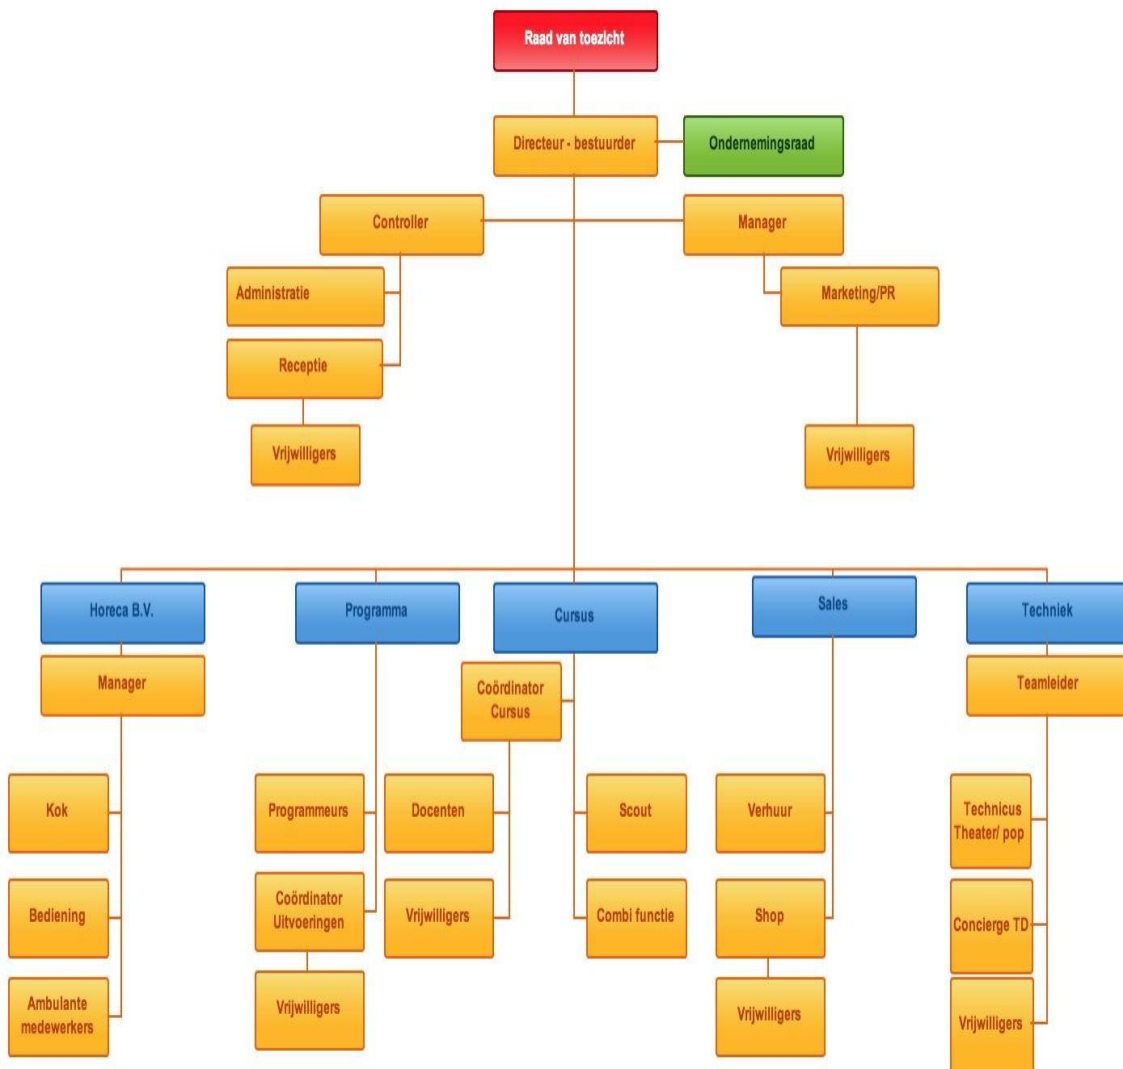 Raad van toezicht
Directeur - bestuurder
Ondernemingsraad
Controller
Manager
Administratie
Marketing/PR
Receptie
Vrijwilligers
Vrijwilligers
Horeca B.V.
Programma
Cursus
Sales
Techniek
Manager
Coördinator
Cursus
Teamleider
Kok
Programmeurs
Docenten
Scout
Verhuur
Technicus
Theater/ pop
Bediening
Coördinator
Uitvoeringen
Vrijwilligers
Combi functie
Shop
Concierge TD
Ambulante
medewerkers
Vrijwilligers
Vrijwilligers
Vrijwilligers